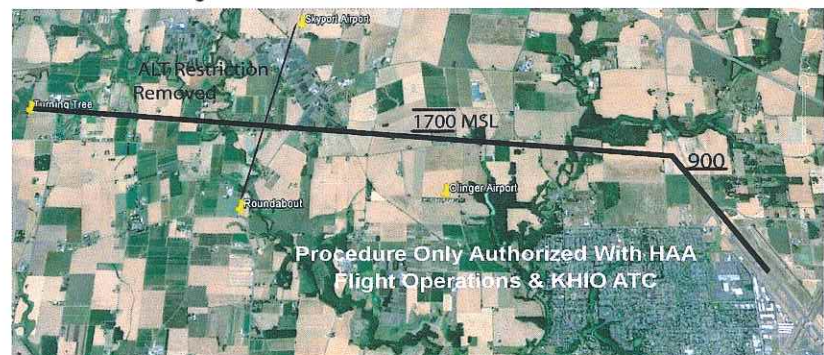 Skyport Airport
ALT Restriction
Removed
Turning Tree
1700 MSL
900
Olinger Airport
Roundabout
Procedure Only Authorized With HAA
Flight Operations & KHIO ATC